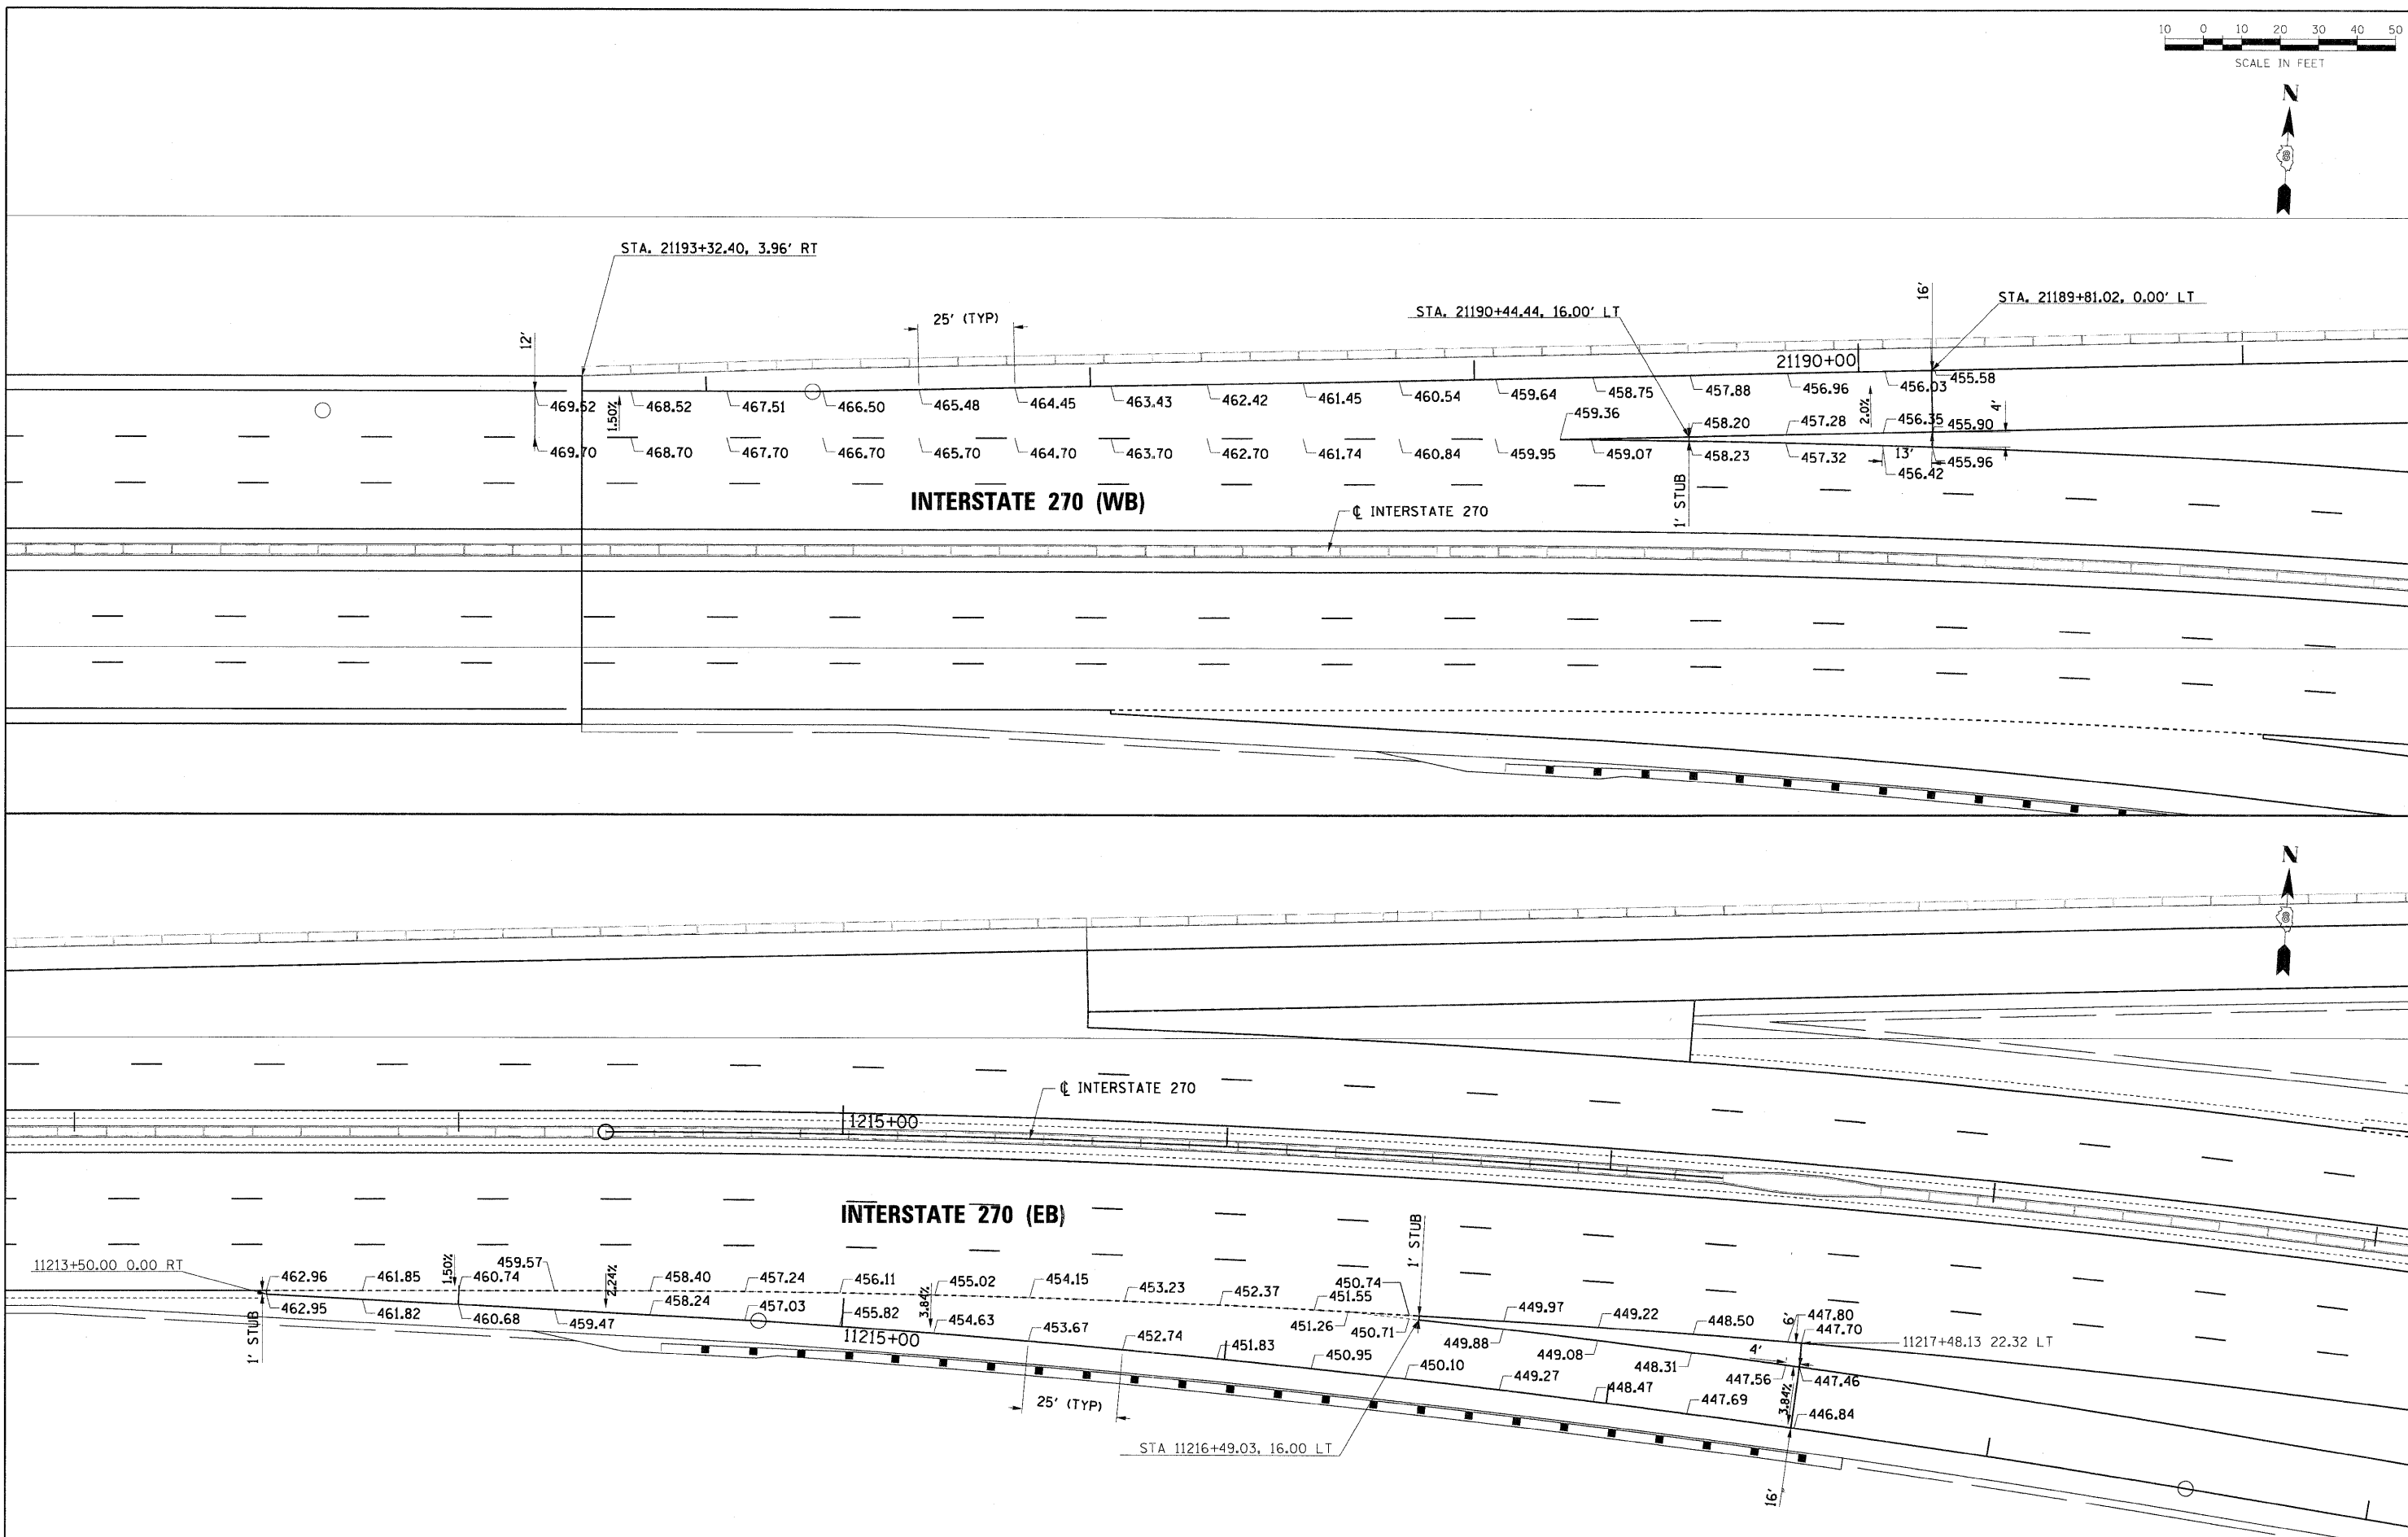 10 0 10 20 30 40 50
SCALE IN FEET
N
STA. 21193+32.40, 3.96' RT
12'
25' (TYP)
STA. 21190+44.44, 16.00' LT
16'
STA. 21189+81.02, 0.00' LT
21190+00
469.52 468.52 467.51 466.50 465.48 464.45 463.43 462.42 461.45 460.54 459.64 458.75 457.88 456.96 456.03 455.58
1.50%
459.36
458.20 457.28 456.35 455.90
2.0%
4'
469.70 468.70 467.70 466.70 465.70 464.70 463.70 462.70 461.74 460.84 459.95 459.07 458.23 457.32 456.42 455.96
13'
1' STUB
INTERSTATE 270 (WB)
℄ INTERSTATE 270
N
℄ INTERSTATE 270
1215+00
INTERSTATE 270 (EB)
11213+50.00 0.00 RT
1' STUB
462.96 461.85 460.74 459.57 458.40 457.24 456.11 455.02 454.15 453.23 452.37 451.55 450.74 449.97 449.22 448.50 447.80
1.50%
2.24%
3.84%
1' STUB
6'
447.70
11217+48.13 22.32 LT
451.26 450.71 449.88 449.08 448.31 447.56 447.46
4'
462.95 461.82 460.68 459.47 458.24 457.03 455.82 454.63 453.67 452.74 451.83 450.95 450.10 449.27 448.47 447.69 446.84
11215+00
3.84%
25' (TYP)
STA 11216+49.03, 16.00 LT
16'